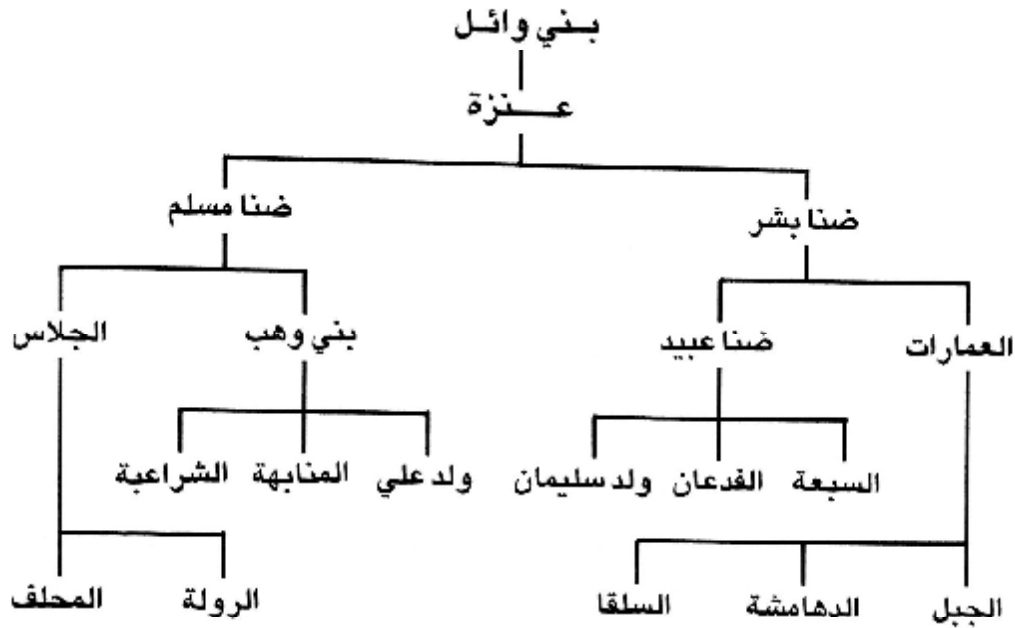 بني وائل
عنزة
ضنا بشر
ضنا مسلم
العمارات
ضنا عبيد
بني وهب
الجلاس
السبعة
الفدعان
ولد سليمان
ولد علي
المنابهة
الشراعبة
الجبل
الدهامشة
السلقا
الرولة
المحلف